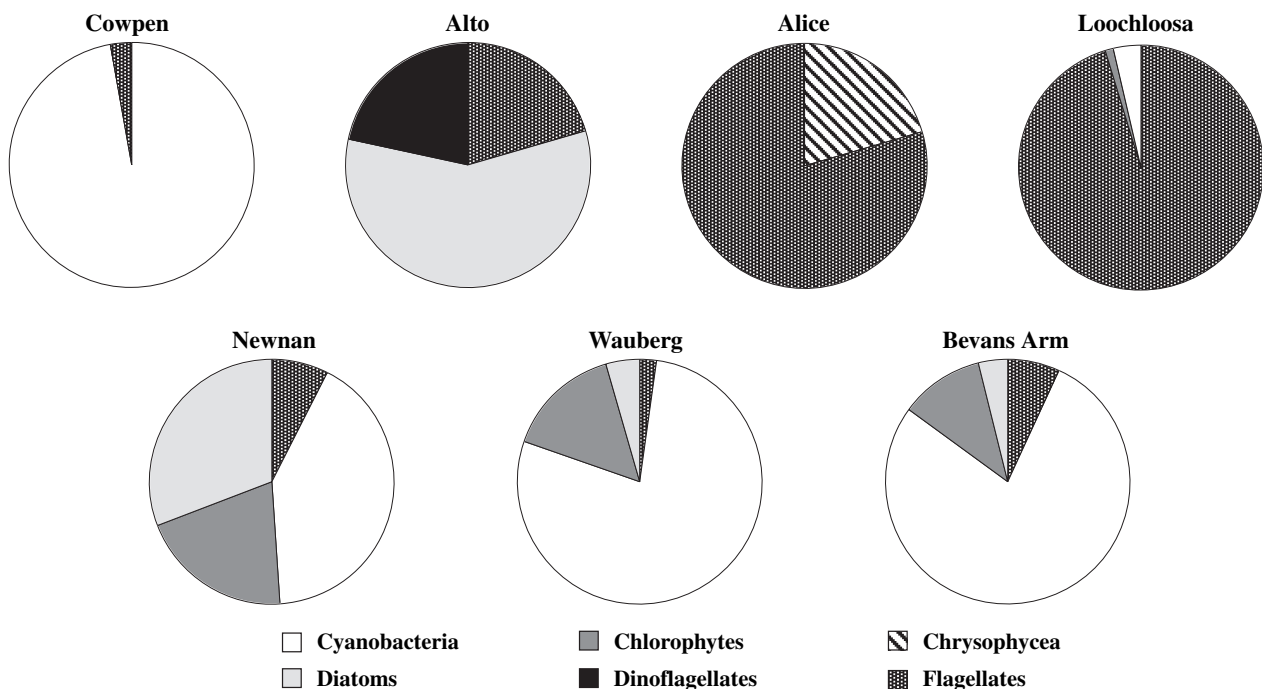 Cowpen Alto Alice Loochloosa
Newnan Wauberg Bevans Arm
Cyanobacteria Chlorophytes Chrysophycea
Diatoms Dinoflagellates Flagellates